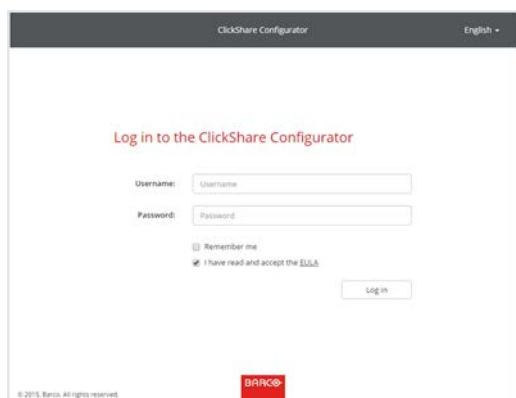 ClickShare Configurator
English
Log in to the ClickShare Configurator
Username:
Username
Password:
Password
Remember me
I have read and accept the EULA
Log in
BARCO
© 2015, Barco. All rights reserved.